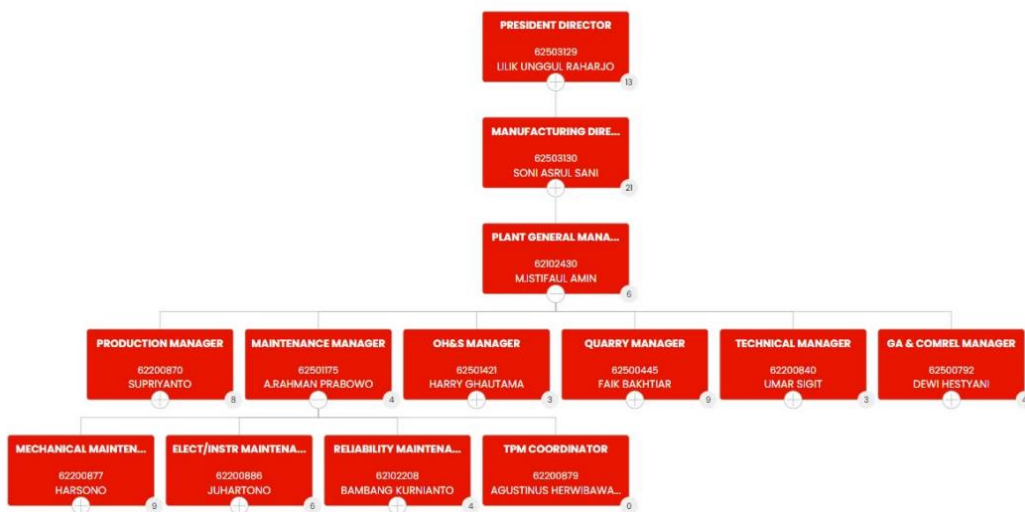 PRESIDENT DIRECTOR
62503129
LILIK UNGGUL RAHARJO
13
MANUFACTURING DIRE...
62503130
SONI ASRUL SANI
21
PLANT GENERAL MANA...
62102430
M.ISTIFAUL AMIN
6
PRODUCTION MANAGER
62200870
SUPRIYANTO
8
MAINTENANCE MANAGER
62501175
A.RAHMAN PRABOWO
4
OH&S MANAGER
62501421
HARRY GHAUTAMA
3
QUARRY MANAGER
62500445
FAIK BAKHTIAR
9
TECHNICAL MANAGER
62200840
UMAR SIGIT
3
GA & COMREL MANAGER
62500792
DEWI HESTYANI
4
MECHANICAL MAINTEN...
62200877
HARSONO
9
ELECT/INSTR MAINTENA...
62200886
JUHARTONO
6
RELIABILITY MAINTENA...
62102208
BAMBANG KURNIANTO
4
TPM COORDINATOR
62200879
AGUSTINUS HERWIBAWA...
0